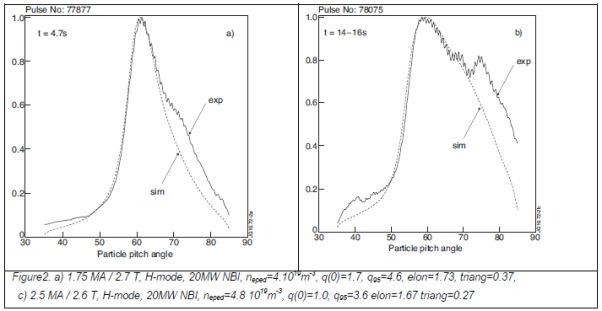 Pulse No: 77877
Pulse No: 78075
1.0
t = 4.7s
a)
0.8
exp
0.6
0.4
sim
0.2
0
30 40 50 60 70 80 90
Particle pitch angle
1.0
t = 14–16s
b)
exp
0.8
0.6
sim
0.4
0.2
0
30 40 50 60 70 80 90
Particle pitch angle
Figure2. a) 1.75 MA / 2.7 T, H-mode, 20MW NBI, nₑₚₑd=4.10¹⁹m⁻³, q(0)=1.7, q₉₅=4.6, elon=1.73, triang=0.37,
c) 2.5 MA / 2.6 T, H-mode, 20MW NBI, nₑₚₑd=4.8 10¹⁹m⁻³, q(0)=1.0, q₉₅=3.6 elon=1.67 triang=0.27